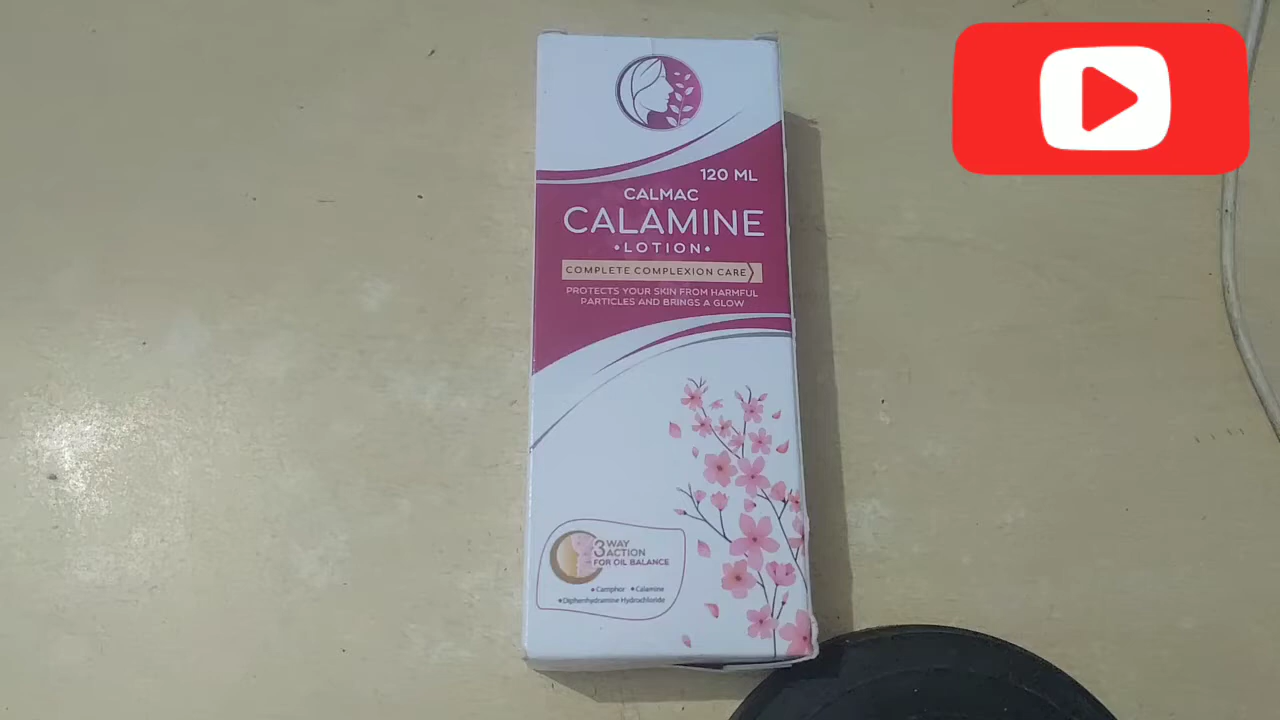 120 ML
CALMAC
CALAMINE
•LOTION•
COMPLETE COMPLEXION CARE
PROTECTS YOUR SKIN FROM HARMFUL
PARTICLES AND BRINGS A GLOW
3 WAY
ACTION
FOR OIL BALANCE
•Camphor •Calamine
•Diphenhydramine Hydrochloride